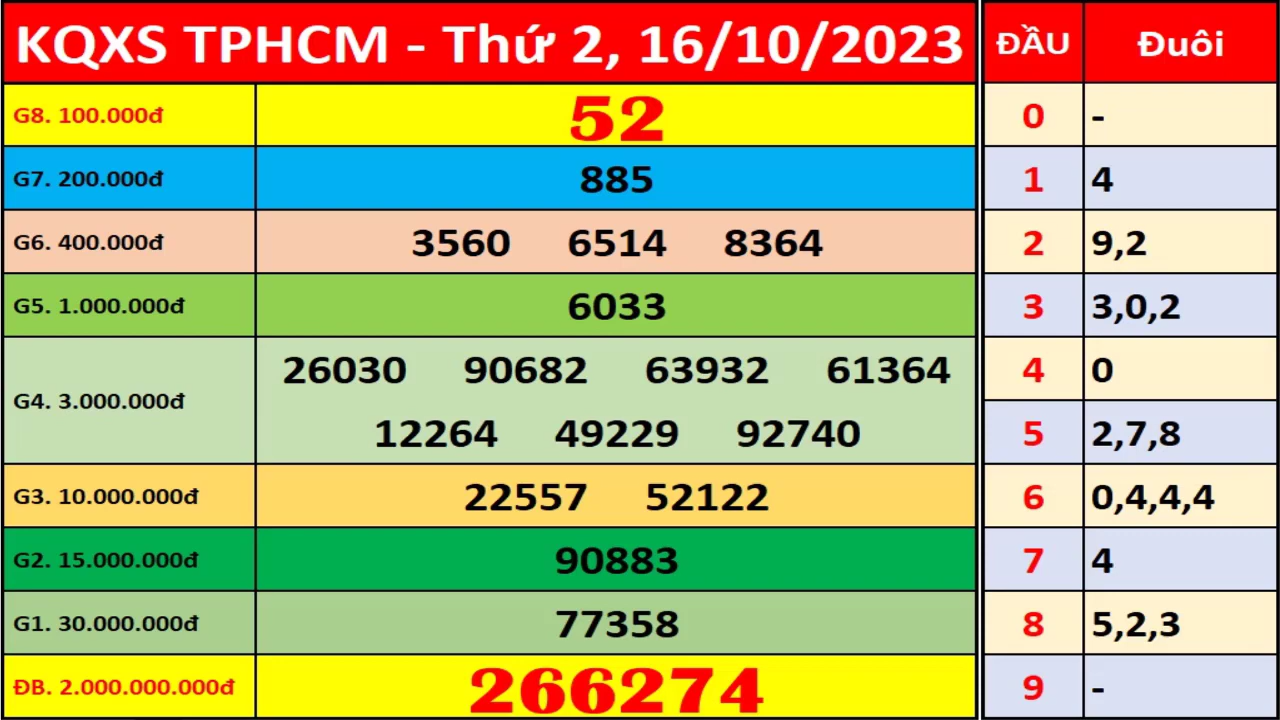 KQXS TPHCM - Thứ 2, 16/10/2023
G8. 100.000đ 52
G7. 200.000đ 885
G6. 400.000đ 3560 6514 8364
G5. 1.000.000đ 6033
G4. 3.000.000đ 26030 90682 63932 61364
12264 49229 92740
G3. 10.000.000đ 22557 52122
G2. 15.000.000đ 90883
G1. 30.000.000đ 77358
ĐB. 2.000.000.000đ 266274
ĐẦU Đuôi
0 -
1 4
2 9,2
3 3,0,2
4 0
5 2,7,8
6 0,4,4,4
7 4
8 5,2,3
9 -